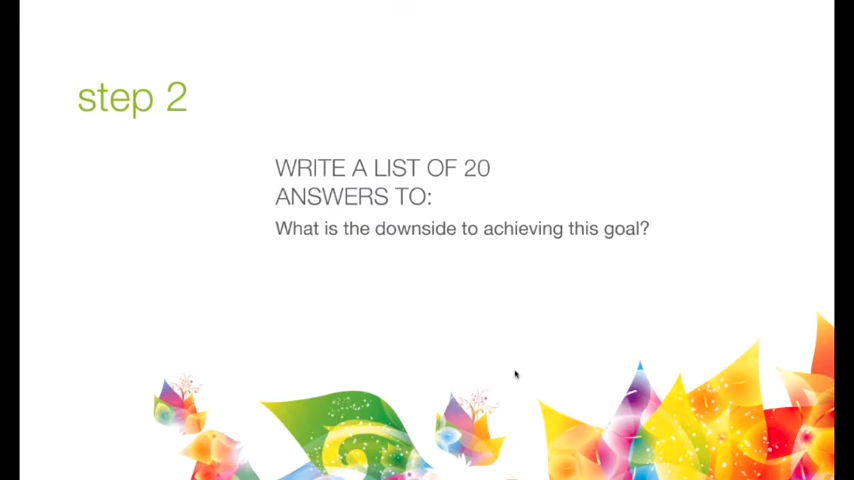 step 2
WRITE A LIST OF 20
ANSWERS TO:
What is the downside to achieving this goal?